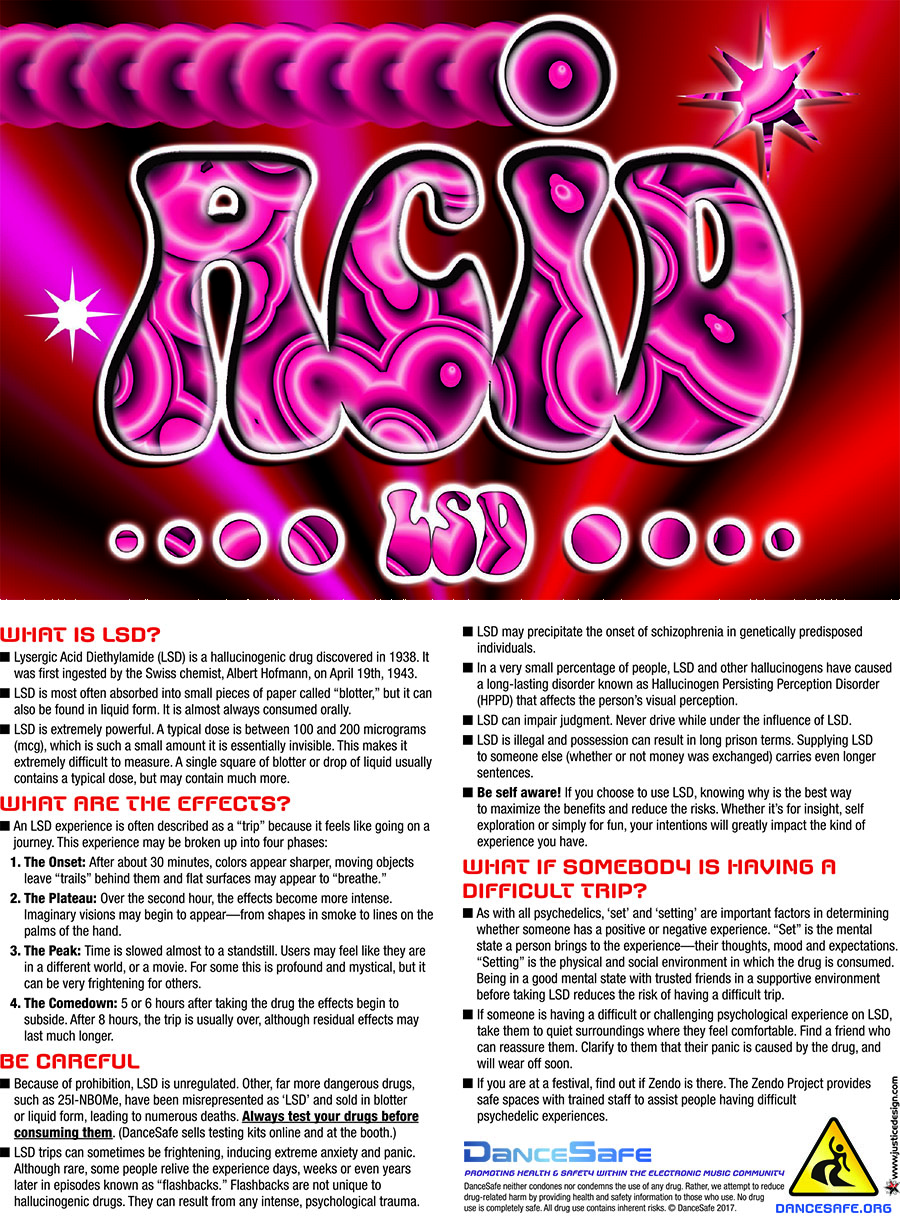 ACiD
LSD
WHAT IS LSD?
■ Lysergic Acid Diethylamide (LSD) is a hallucinogenic drug discovered in 1938. It
was first ingested by the Swiss chemist, Albert Hofmann, on April 19th, 1943.
■ LSD is most often absorbed into small pieces of paper called “blotter,” but it can
also be found in liquid form. It is almost always consumed orally.
■ LSD is extremely powerful. A typical dose is between 100 and 200 micrograms
(mcg), which is such a small amount it is essentially invisible. This makes it
extremely difficult to measure. A single square of blotter or drop of liquid usually
contains a typical dose, but may contain much more.
WHAT ARE THE EFFECTS?
■ An LSD experience is often described as a “trip” because it feels like going on a
journey. This experience may be broken up into four phases:
1. The Onset: After about 30 minutes, colors appear sharper, moving objects
leave “trails” behind them and flat surfaces may appear to “breathe.”
2. The Plateau: Over the second hour, the effects become more intense.
Imaginary visions may begin to appear—from shapes in smoke to lines on the
palms of the hand.
3. The Peak: Time is slowed almost to a standstill. Users may feel like they are
in a different world, or a movie. For some this is profound and mystical, but it
can be very frightening for others.
4. The Comedown: 5 or 6 hours after taking the drug the effects begin to
subside. After 8 hours, the trip is usually over, although residual effects may
last much longer.
BE CAREFUL
■ Because of prohibition, LSD is unregulated. Other, far more dangerous drugs,
such as 25I-NBOMe, have been misrepresented as ‘LSD’ and sold in blotter
or liquid form, leading to numerous deaths. Always test your drugs before
consuming them. (DanceSafe sells testing kits online and at the booth.)
■ LSD trips can sometimes be frightening, inducing extreme anxiety and panic.
Although rare, some people relive the experience days, weeks or even years
later in episodes known as “flashbacks.” Flashbacks are not unique to
hallucinogenic drugs. They can result from any intense, psychological trauma.
■ LSD may precipitate the onset of schizophrenia in genetically predisposed
individuals.
■ In a very small percentage of people, LSD and other hallucinogens have caused
a long-lasting disorder known as Hallucinogen Persisting Perception Disorder
(HPPD) that affects the person’s visual perception.
■ LSD can impair judgment. Never drive while under the influence of LSD.
■ LSD is illegal and possession can result in long prison terms. Supplying LSD
to someone else (whether or not money was exchanged) carries even longer
sentences.
■ Be self aware! If you choose to use LSD, knowing why is the best way
to maximize the benefits and reduce the risks. Whether it’s for insight, self
exploration or simply for fun, your intentions will greatly impact the kind of
experience you have.
WHAT IF SOMEBODY IS HAVING A
DIFFICULT TRIP?
■ As with all psychedelics, ‘set’ and ‘setting’ are important factors in determining
whether someone has a positive or negative experience. “Set” is the mental
state a person brings to the experience—their thoughts, mood and expectations.
“Setting” is the physical and social environment in which the drug is consumed.
Being in a good mental state with trusted friends in a supportive environment
before taking LSD reduces the risk of having a difficult trip.
■ If someone is having a difficult or challenging psychological experience on LSD,
take them to quiet surroundings where they feel comfortable. Find a friend who
can reassure them. Clarify to them that their panic is caused by the drug, and
will wear off soon.
■ If you are at a festival, find out if Zendo is there. The Zendo Project provides
safe spaces with trained staff to assist people having difficult
psychedelic experiences.
DANCESAFE
PROMOTING HEALTH & SAFETY WITHIN THE ELECTRONIC MUSIC COMMUNITY
DanceSafe neither condones nor condemns the use of any drug. Rather, we attempt to reduce
drug-related harm by providing health and safety information to those who use. No drug
use is completely safe. All drug use contains inherent risks. © DanceSafe 2017.
DANCESAFE.ORG
www.justicedesign.com